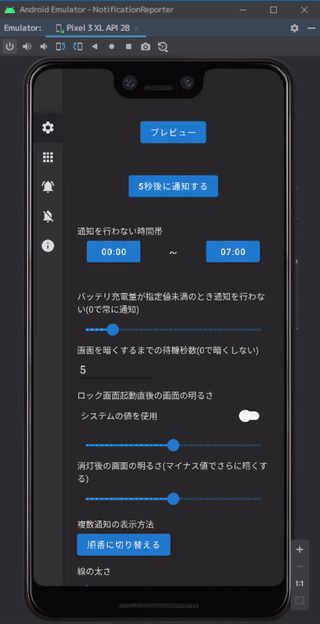 Android Emulator - NotificationReporter
Emulator:
Pixel 3 XL API 28
プレビュー
5秒後に通知する
通知を行わない時間帯
00:00
～
07:00
バッテリ充電量が指定値未満のとき通知を行わな
い(0で常に通知)
画面を暗くするまでの待機秒数(0で暗くしない)
5
ロック画面起動直後の画面の明るさ
システムの値を使用
消灯後の画面の明るさ(マイナス値でさらに暗くす
る)
複数通知の表示方法
順番に切り替える
線の太さ
1:1